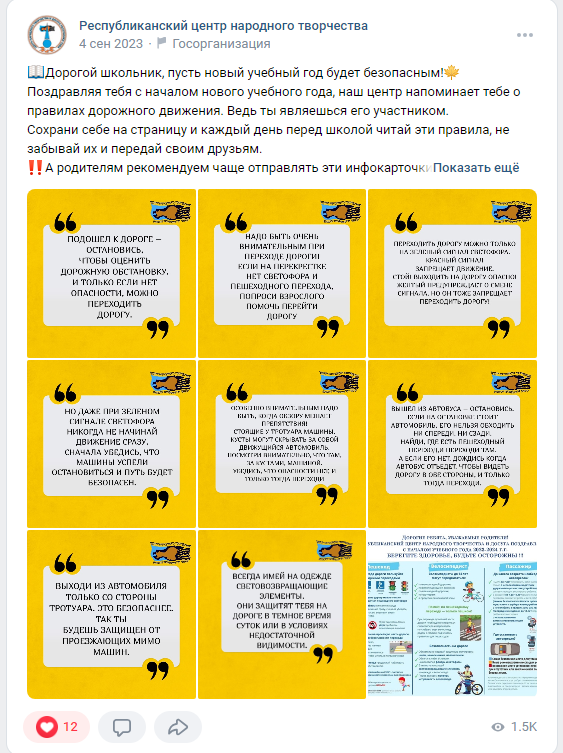 Республиканский центр народного творчества
4 сен 2023 · Госорганизация
📖Дорогой школьник, пусть новый учебный год будет безопасным!🍁
Поздравляя тебя с началом нового учебного года, наш центр напоминает тебе о
правилах дорожного движения. Ведь ты являешься его участником.
Сохрани себе на страницу и каждый день перед школой читай эти правила, не
забывай их и передай своим друзьям.
‼️А родителям рекомендуем чаще отправлять эти инфокарточки Показать ещё
ПОДОШЕЛ К ДОРОГЕ –
ОСТАНОВИСЬ,
ЧТОБЫ ОЦЕНИТЬ
ДОРОЖНУЮ ОБСТАНОВКУ,
И ТОЛЬКО ЕСЛИ НЕТ
ОПАСНОСТИ, МОЖНО
ПЕРЕХОДИТЬ
ДОРОГУ.
НАДО БЫТЬ ОЧЕНЬ
ВНИМАТЕЛЬНЫМ ПРИ
ПЕРЕХОДЕ ДОРОГИ!
ЕСЛИ НА ПЕРЕКРЕСТКЕ
НЕТ СВЕТОФОРА И
ПЕШЕХОДНОГО ПЕРЕХОДА,
ПОПРОСИ ВЗРОСЛОГО
ПОМОЧЬ ПЕРЕЙТИ
ДОРОГУ
ПЕРЕХОДИТЬ ДОРОГУ МОЖНО ТОЛЬКО
НА ЗЕЛЕНЫЙ СИГНАЛ СВЕТОФОРА.
КРАСНЫЙ СИГНАЛ
ЗАПРЕЩАЕТ ДВИЖЕНИЕ.
СТОЙ! ВЫХОДИТЬ НА ДОРОГУ ОПАСНО!
ЖЕЛТЫЙ ПРЕДУПРЕЖДАЕТ О СМЕНЕ
СИГНАЛА, НО ОН ТОЖЕ ЗАПРЕЩАЕТ
ПЕРЕХОДИТЬ ДОРОГУ!
НО ДАЖЕ ПРИ ЗЕЛЕНОМ
СИГНАЛЕ СВЕТОФОРА
НИКОГДА НЕ НАЧИНАЙ
ДВИЖЕНИЕ СРАЗУ,
СНАЧАЛА УБЕДИСЬ, ЧТО
МАШИНЫ УСПЕЛИ
ОСТАНОВИТЬСЯ И ПУТЬ БУДЕТ
БЕЗОПАСЕН.
ОСОБЕННО ВНИМАТЕЛЬНЫМ НАДО
БЫТЬ, КОГДА ОБЗОРУ МЕШАЕТ
ПРЕПЯТСТВИЯ!
СТОЯЩИЕ У ТРОТУАРА МАШИНЫ,
КУСТЫ МОГУТ СКРЫВАТЬ ЗА СОБОЙ
ДВИЖУЩИЙСЯ АВТОМОБИЛЬ.
ПОСМОТРИ ВНИМАТЕЛЬНО, ЧТО ТАМ,
ЗА КУСТАМИ, МАШИНОЙ.
УБЕДИСЬ, ЧТО ОПАСНОСТИ НЕТ, И
ТОЛЬКО ТОГДА ПЕРЕХОДИ
ВЫШЕЛ ИЗ АВТОБУСА – ОСТАНОВИСЬ,
ЕСЛИ НА ОСТАНОВКЕ СТОИТ
АВТОМОБИЛЬ. ЕГО НЕЛЬЗЯ ОБХОДИТЬ
НИ СПЕРЕДИ, НИ СЗАДИ.
НАЙДИ, ГДЕ ЕСТЬ ПЕШЕХОДНЫЙ
ПЕРЕХОД, И ПЕРЕХОДИ ТАМ.
А ЕСЛИ ЕГО НЕТ, ДОЖДИСЬ КОГДА
АВТОБУС ОТЪЕДЕТ, ЧТОБЫ ВИДЕТЬ
ДОРОГУ В ОБЕ СТОРОНЫ, И ТОЛЬКО
ТОГДА ПЕРЕХОДИ.
ВЫХОДИ ИЗ АВТОМОБИЛЯ
ТОЛЬКО СО СТОРОНЫ
ТРОТУАРА, ЭТО БЕЗОПАСНЕЕ.
ТАК ТЫ
БУДЕШЬ ЗАЩИЩЕН ОТ
ПРОЕЗЖАЮЩИХ МИМО
МАШИН.
ВСЕГДА ИМЕЙ НА ОДЕЖДЕ
СВЕТОВОЗВРАЩАЮЩИЕ
ЭЛЕМЕНТЫ.
ОНИ ЗАЩИТЯТ ТЕБЯ НА
ДОРОГЕ В ТЕМНОЕ ВРЕМЯ
СУТОК ИЛИ В УСЛОВИЯХ
НЕДОСТАТОЧНОЙ
ВИДИМОСТИ.
ДОРОГИЕ РЕБЯТА, УВАЖАЕМЫЕ РОДИТЕЛИ!
ЦЕНТР НАРОДНОГО ТВОРЧЕСТВА И ДОСУГА
С НАЧАЛОМ УЧЕБНОГО ГОДА
БЕРЕГИТЕ ЗДОРОВЬЕ, БУДЬТЕ ОСТОРОЖНЫ !!!
Велосипедист
Пассажир
12
1.5K